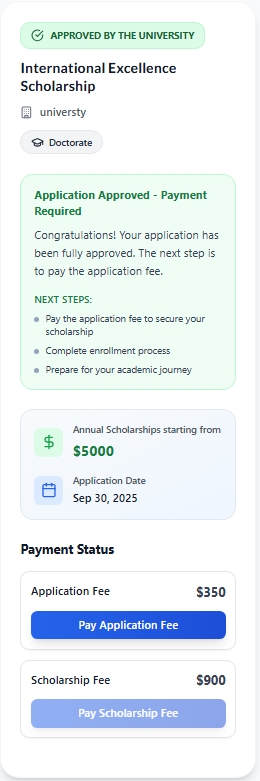 APPROVED BY THE UNIVERSITY
International Excellence
Scholarship
universty
Doctorate
Application Approved - Payment
Required
Congratulations! Your application has
been fully approved. The next step is
to pay the application fee.
NEXT STEPS:
Pay the application fee to secure your
scholarship
Complete enrollment process
Prepare for your academic journey
Annual Scholarships starting from
$5000
Application Date
Sep 30, 2025
Payment Status
Application Fee $350
Pay Application Fee
Scholarship Fee $900
Pay Scholarship Fee